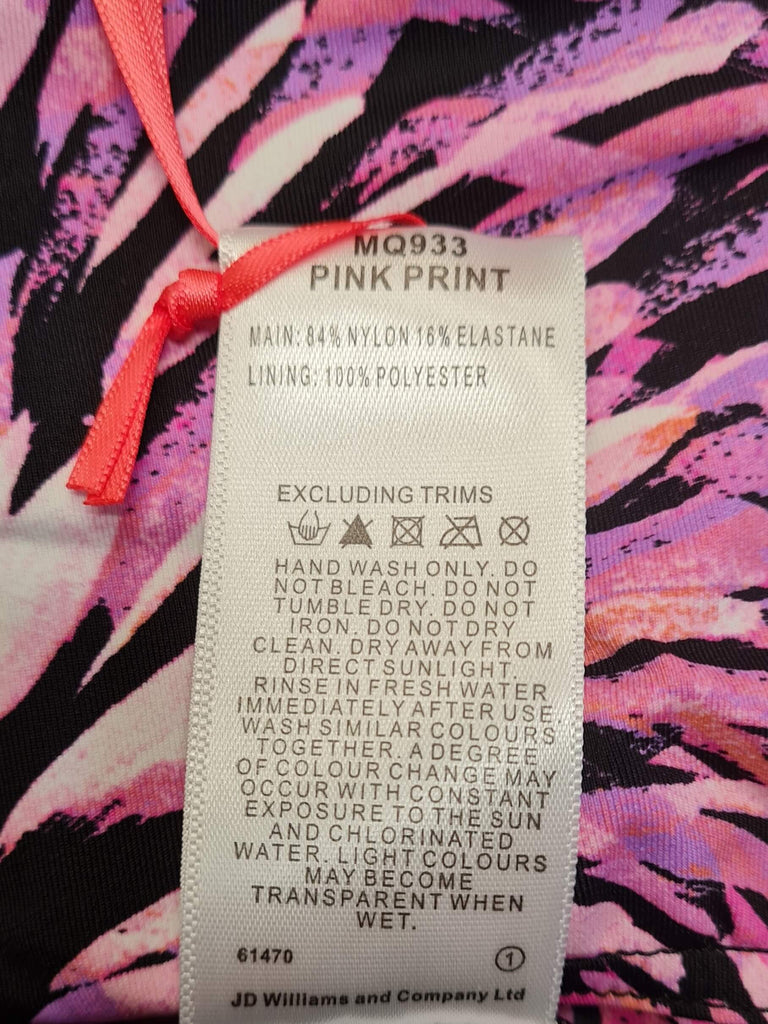 MQ933
PINK PRINT
MAIN: 84% NYLON 16% ELASTANE
LINING: 100% POLYESTER
EXCLUDING TRIMS
HAND WASH ONLY. DO
NOT BLEACH. DO NOT
TUMBLE DRY. DO NOT
IRON. DO NOT DRY
CLEAN. DRY AWAY FROM
DIRECT SUNLIGHT.
RINSE IN FRESH WATER
IMMEDIATELY AFTER USE
WASH SIMILAR COLOURS
TOGETHER. A DEGREE
OF COLOUR CHANGE MAY
OCCUR WITH CONSTANT
EXPOSURE TO THE SUN
AND CHLORINATED
WATER. LIGHT COLOURS
MAY BECOME
TRANSPARENT WHEN
WET.
61470 1
JD Williams and Company Ltd